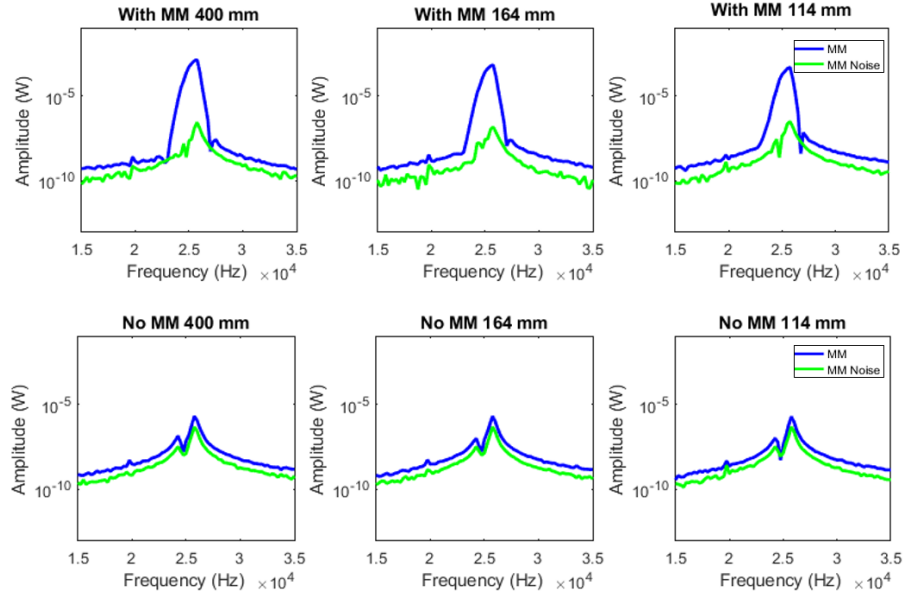 With MM 400 mm
With MM 164 mm
With MM 114 mm
Amplitude (W)
10^-5
10^-10
1.5 2 2.5 3 3.5
Frequency (Hz) ×10^4
Amplitude (W)
10^-5
10^-10
1.5 2 2.5 3 3.5
Frequency (Hz) ×10^4
Amplitude (W)
10^-5
10^-10
MM
MM Noise
1.5 2 2.5 3 3.5
Frequency (Hz) ×10^4
No MM 400 mm
No MM 164 mm
No MM 114 mm
Amplitude (W)
10^-5
10^-10
1.5 2 2.5 3 3.5
Frequency (Hz) ×10^4
Amplitude (W)
10^-5
10^-10
1.5 2 2.5 3 3.5
Frequency (Hz) ×10^4
Amplitude (W)
10^-5
10^-10
MM
MM Noise
1.5 2 2.5 3 3.5
Frequency (Hz) ×10^4